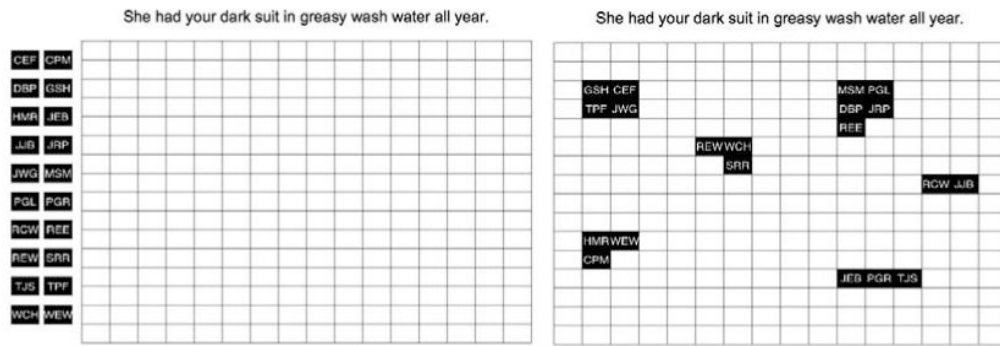 She had your dark suit in greasy wash water all year.
CEF CPM
DBP GSH
HMR JEB
JJB JRP
JWG MSM
PGL PGR
RCW REE
REW SRR
TJS TPF
WCH WEW
She had your dark suit in greasy wash water all year.
GSH CEF MSM PGL
TPF JWG DBP JRP
REE
REW WCH
SRR
RCW JJB
HMR WEW
CPM
JEB PGR TJS